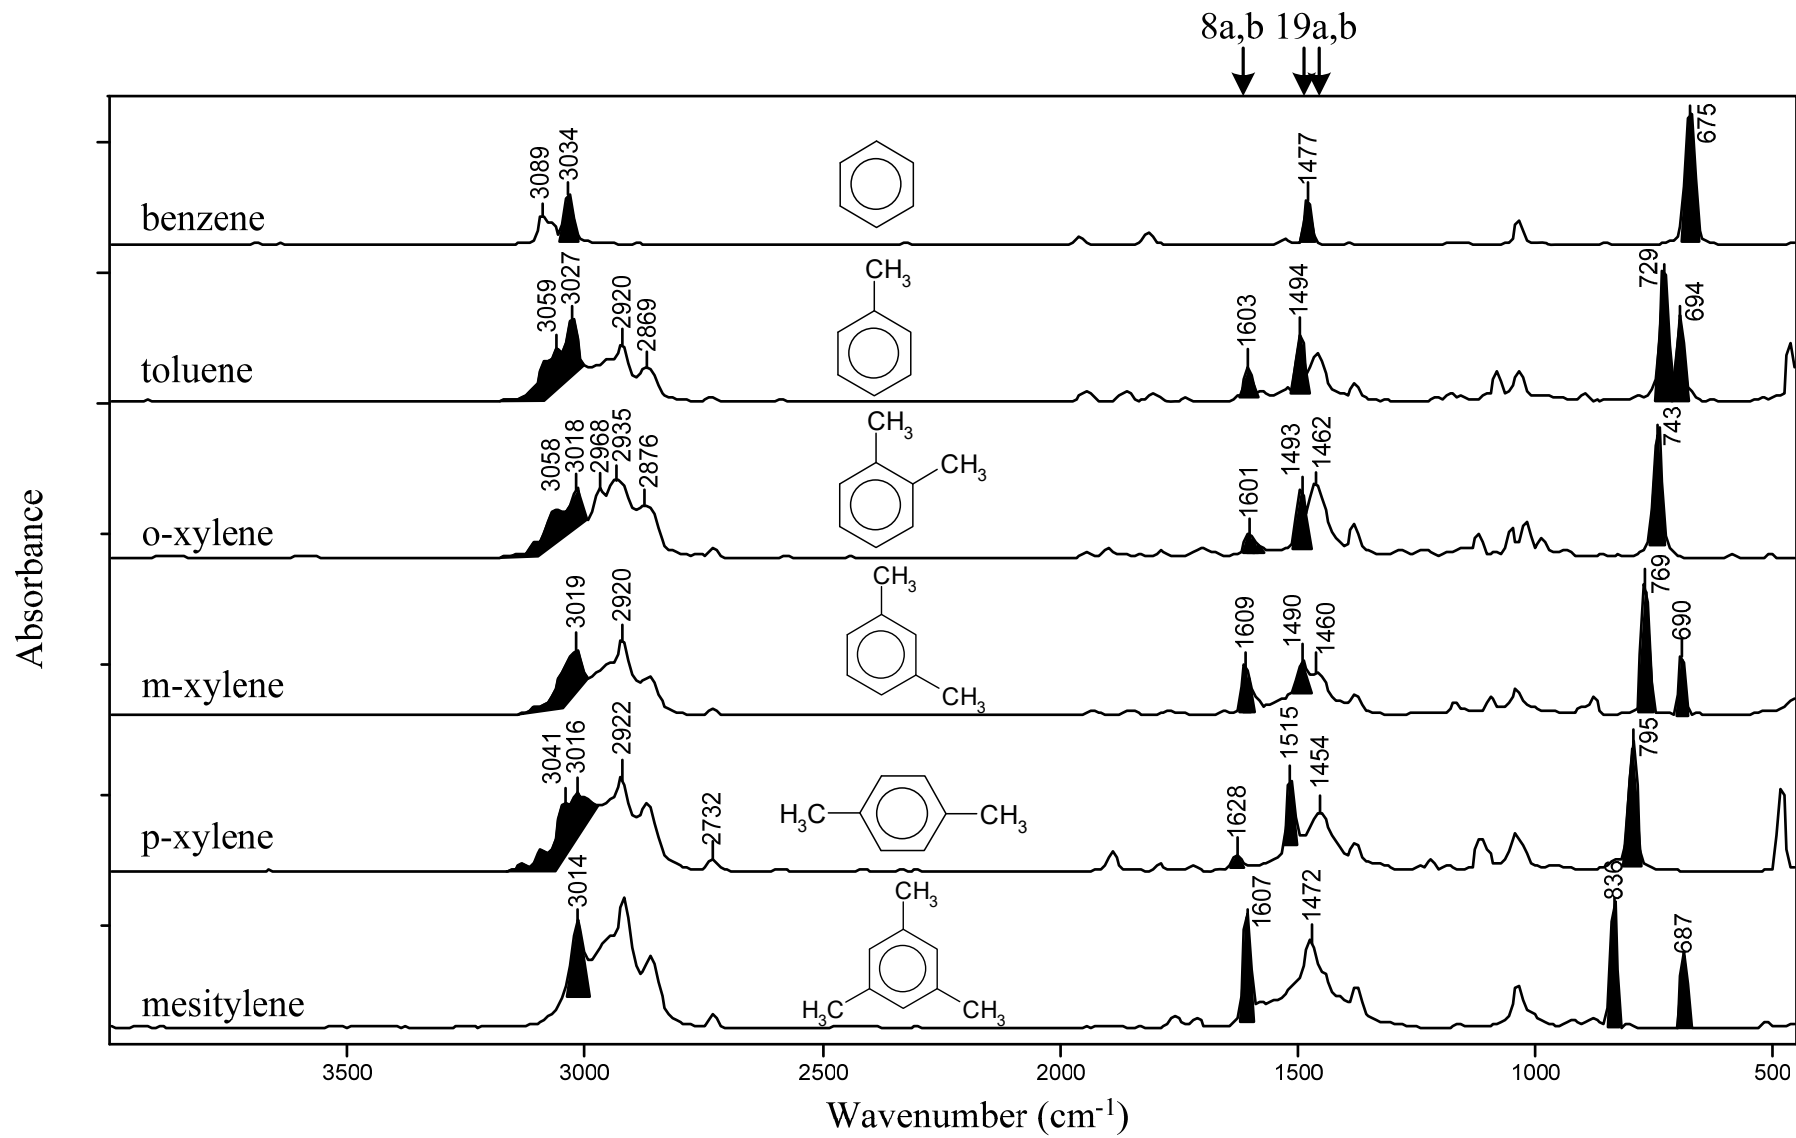 8a,b 19a,b
3089 3034 1477 675
benzene
3059 3027 2920 2869 1603 1494 729 694
CH3
toluene
3058 3018 2968 2935 2876 1601 1493 1462 743
CH3
CH3
o-xylene
3019 2920 1609 1490 1460 769 690
CH3
CH3
m-xylene
3041 3016 2922 2732 1628 1515 1454 795
H3C CH3
p-xylene
3014 1607 1472 836 687
CH3
H3C CH3
mesitylene
Absorbance
3500 3000 2500 2000 1500 1000 500
Wavenumber (cm-1)